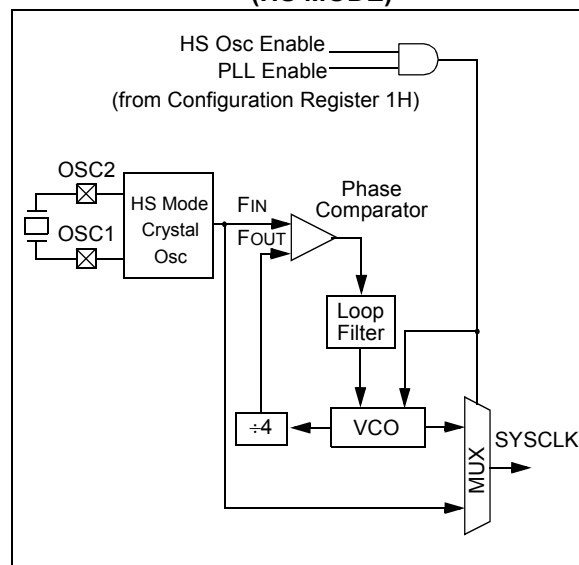 (HS MODE)
HS Osc Enable
PLL Enable
(from Configuration Register 1H)
OSC2
OSC1
HS Mode
Crystal
Osc
FIN
FOUT
Phase
Comparator
Loop
Filter
÷4
VCO
MUX
SYSCLK